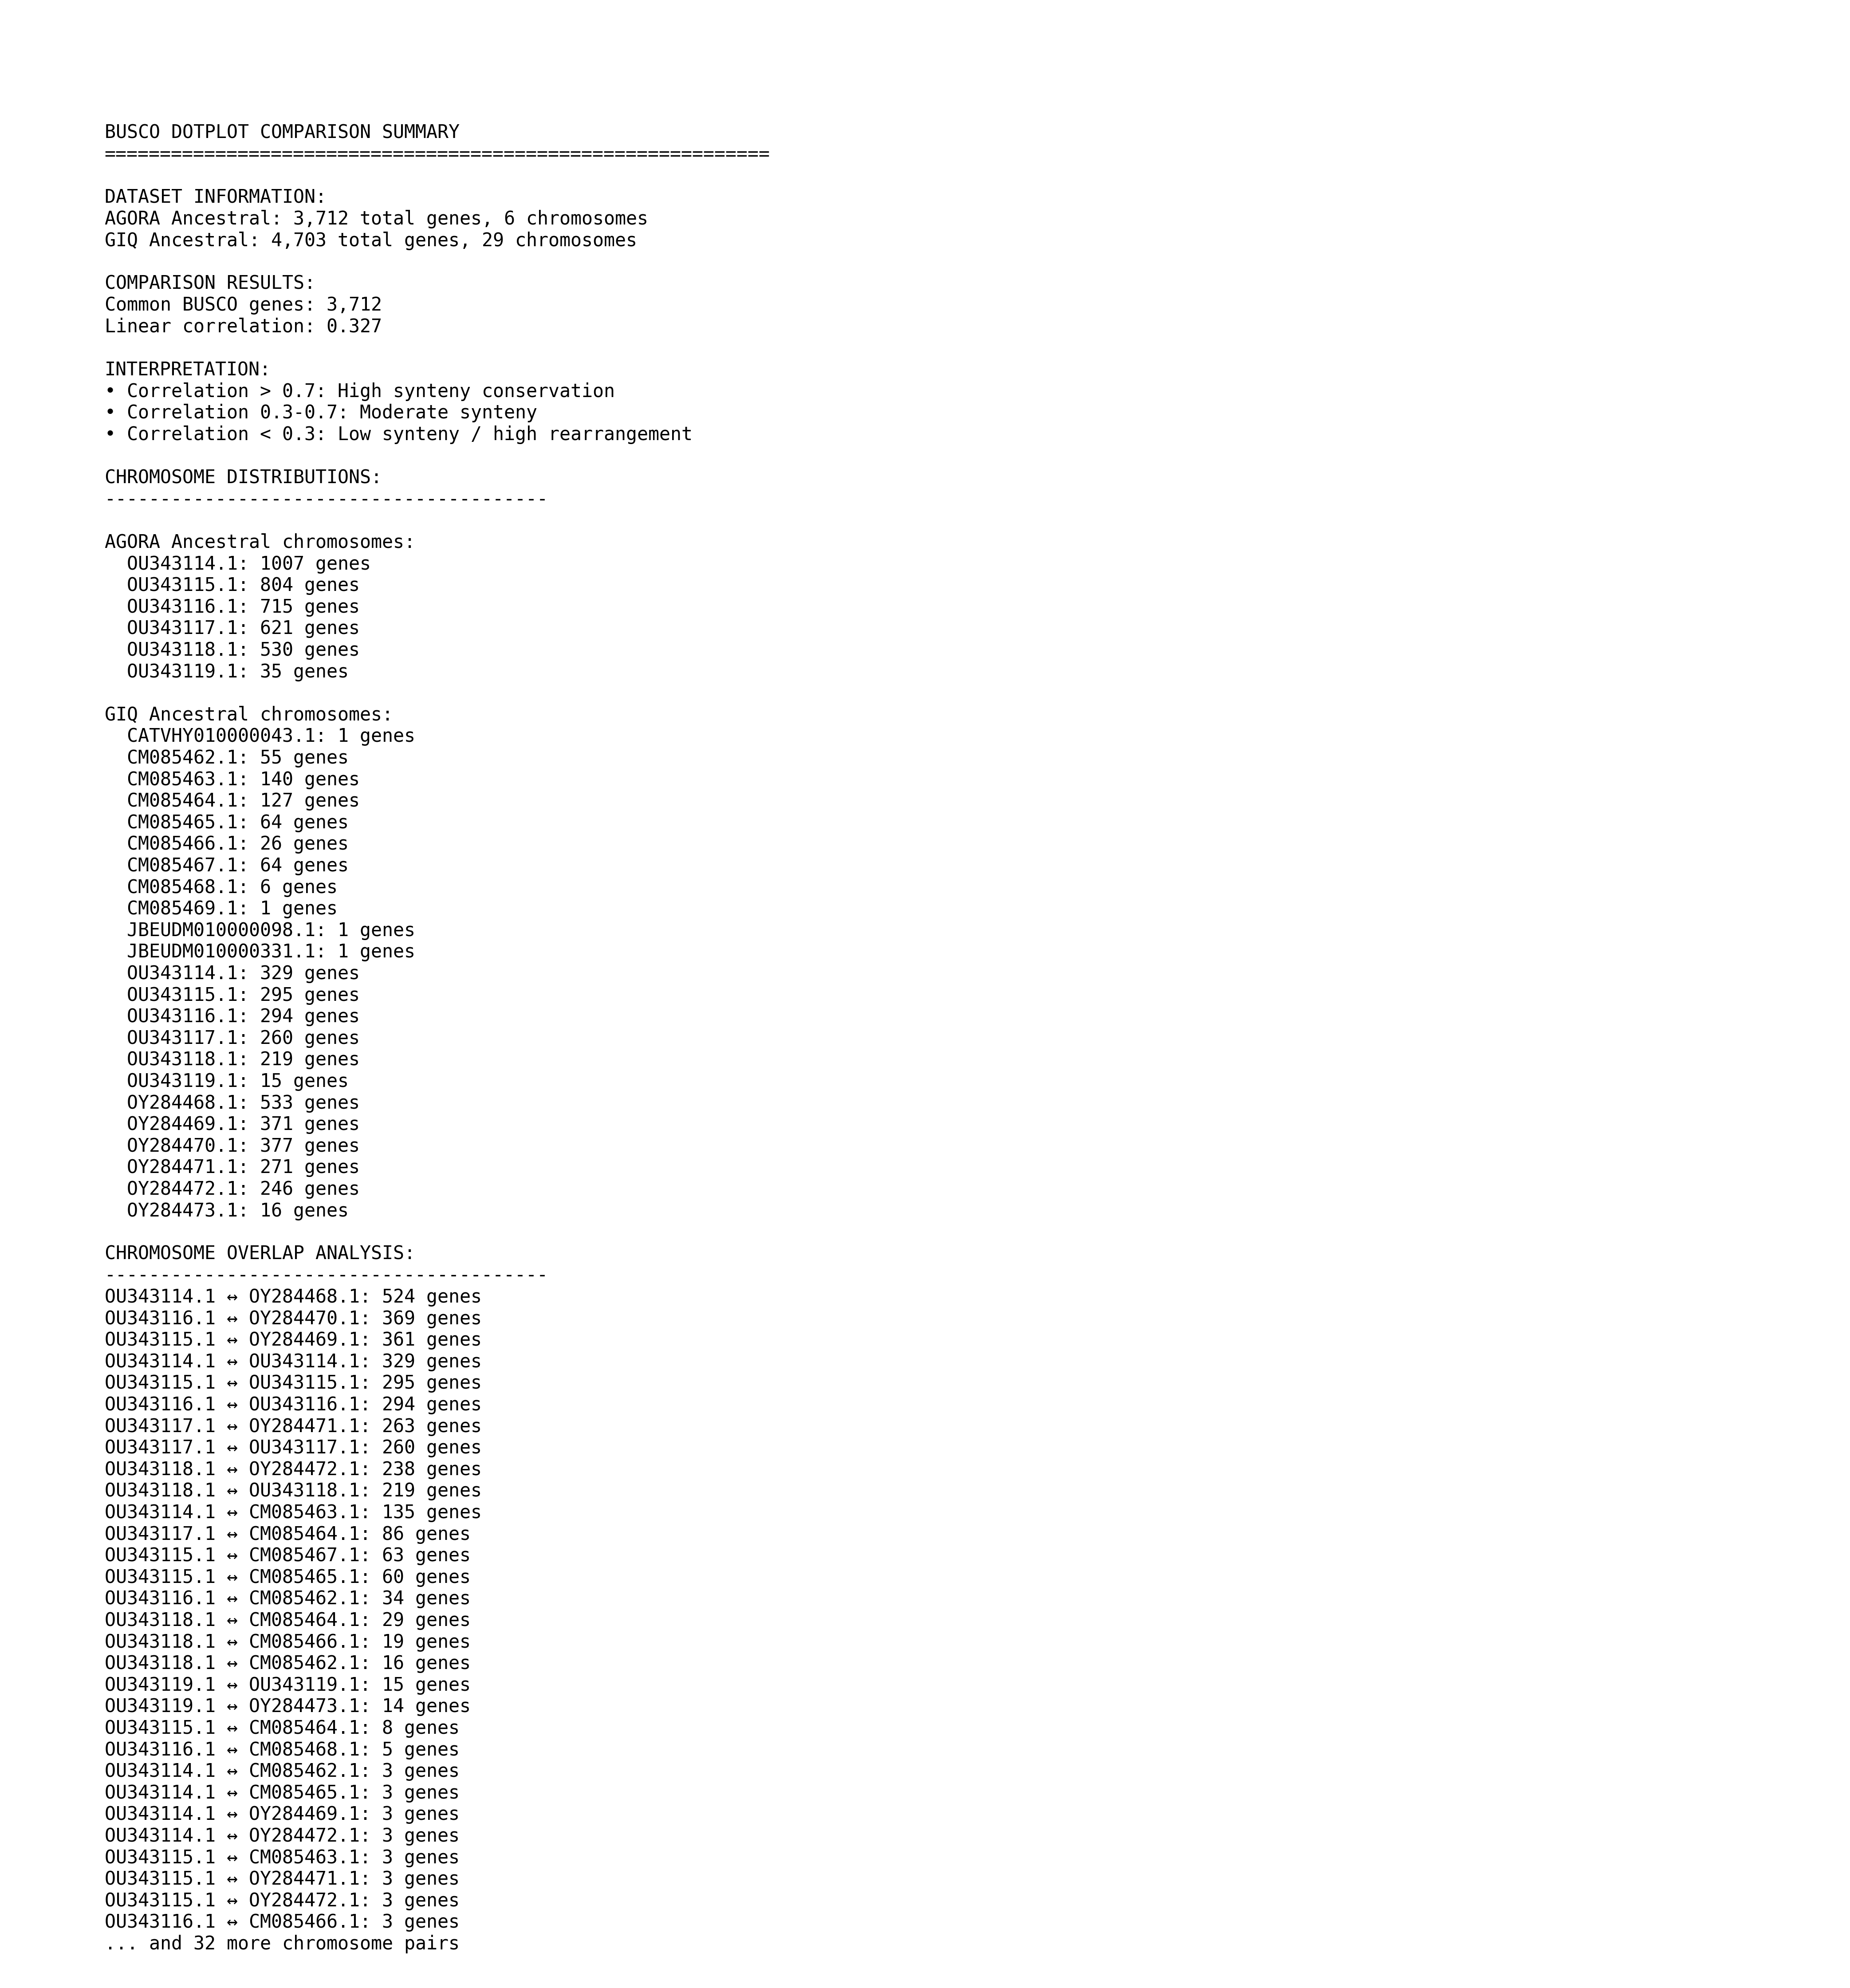 BUSCO DOTPLOT COMPARISON SUMMARY
============================================================
DATASET INFORMATION:
AGORA Ancestral: 3,712 total genes, 6 chromosomes
GIQ Ancestral: 4,703 total genes, 29 chromosomes
COMPARISON RESULTS:
Common BUSCO genes: 3,712
Linear correlation: 0.327
INTERPRETATION:
• Correlation > 0.7: High synteny conservation
• Correlation 0.3-0.7: Moderate synteny
• Correlation < 0.3: Low synteny / high rearrangement
CHROMOSOME DISTRIBUTIONS:
----------------------------------------
AGORA Ancestral chromosomes:
OU343114.1: 1007 genes
OU343115.1: 804 genes
OU343116.1: 715 genes
OU343117.1: 621 genes
OU343118.1: 530 genes
OU343119.1: 35 genes
GIQ Ancestral chromosomes:
CATVHY010000043.1: 1 genes
CM085462.1: 55 genes
CM085463.1: 140 genes
CM085464.1: 127 genes
CM085465.1: 64 genes
CM085466.1: 26 genes
CM085467.1: 64 genes
CM085468.1: 6 genes
CM085469.1: 1 genes
JBEUDM010000098.1: 1 genes
JBEUDM010000331.1: 1 genes
OU343114.1: 329 genes
OU343115.1: 295 genes
OU343116.1: 294 genes
OU343117.1: 260 genes
OU343118.1: 219 genes
OU343119.1: 15 genes
OY284468.1: 533 genes
OY284469.1: 371 genes
OY284470.1: 377 genes
OY284471.1: 271 genes
OY284472.1: 246 genes
OY284473.1: 16 genes
CHROMOSOME OVERLAP ANALYSIS:
----------------------------------------
OU343114.1 ↔ OY284468.1: 524 genes
OU343116.1 ↔ OY284470.1: 369 genes
OU343115.1 ↔ OY284469.1: 361 genes
OU343114.1 ↔ OU343114.1: 329 genes
OU343115.1 ↔ OU343115.1: 295 genes
OU343116.1 ↔ OU343116.1: 294 genes
OU343117.1 ↔ OY284471.1: 263 genes
OU343117.1 ↔ OU343117.1: 260 genes
OU343118.1 ↔ OY284472.1: 238 genes
OU343118.1 ↔ OU343118.1: 219 genes
OU343114.1 ↔ CM085463.1: 135 genes
OU343117.1 ↔ CM085464.1: 86 genes
OU343115.1 ↔ CM085467.1: 63 genes
OU343115.1 ↔ CM085465.1: 60 genes
OU343116.1 ↔ CM085462.1: 34 genes
OU343118.1 ↔ CM085464.1: 29 genes
OU343118.1 ↔ CM085466.1: 19 genes
OU343118.1 ↔ CM085462.1: 16 genes
OU343119.1 ↔ OU343119.1: 15 genes
OU343119.1 ↔ OY284473.1: 14 genes
OU343115.1 ↔ CM085464.1: 8 genes
OU343116.1 ↔ CM085468.1: 5 genes
OU343114.1 ↔ CM085462.1: 3 genes
OU343114.1 ↔ CM085465.1: 3 genes
OU343114.1 ↔ OY284469.1: 3 genes
OU343114.1 ↔ OY284472.1: 3 genes
OU343115.1 ↔ CM085463.1: 3 genes
OU343115.1 ↔ OY284471.1: 3 genes
OU343115.1 ↔ OY284472.1: 3 genes
OU343116.1 ↔ CM085466.1: 3 genes
... and 32 more chromosome pairs